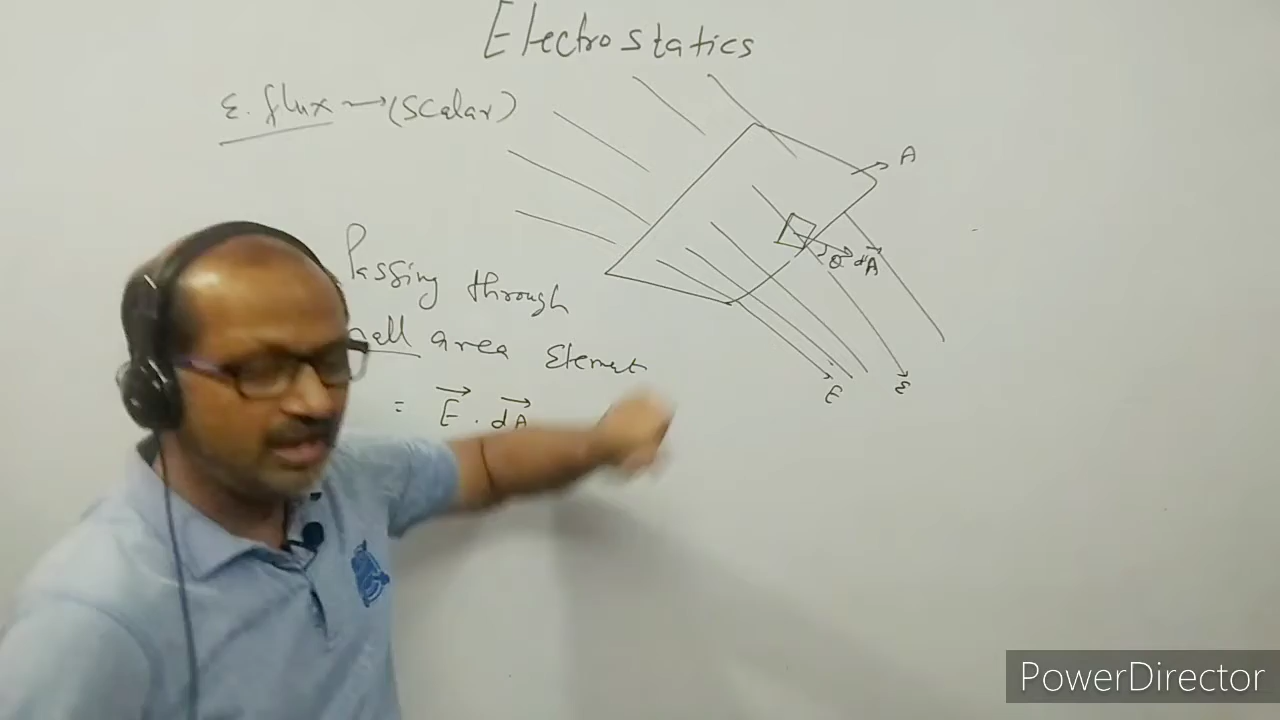 Electrostatics
E. flux → (scalar)
A
θ dA
Passing through
area Element
E
E
= E . dA
PowerDirector